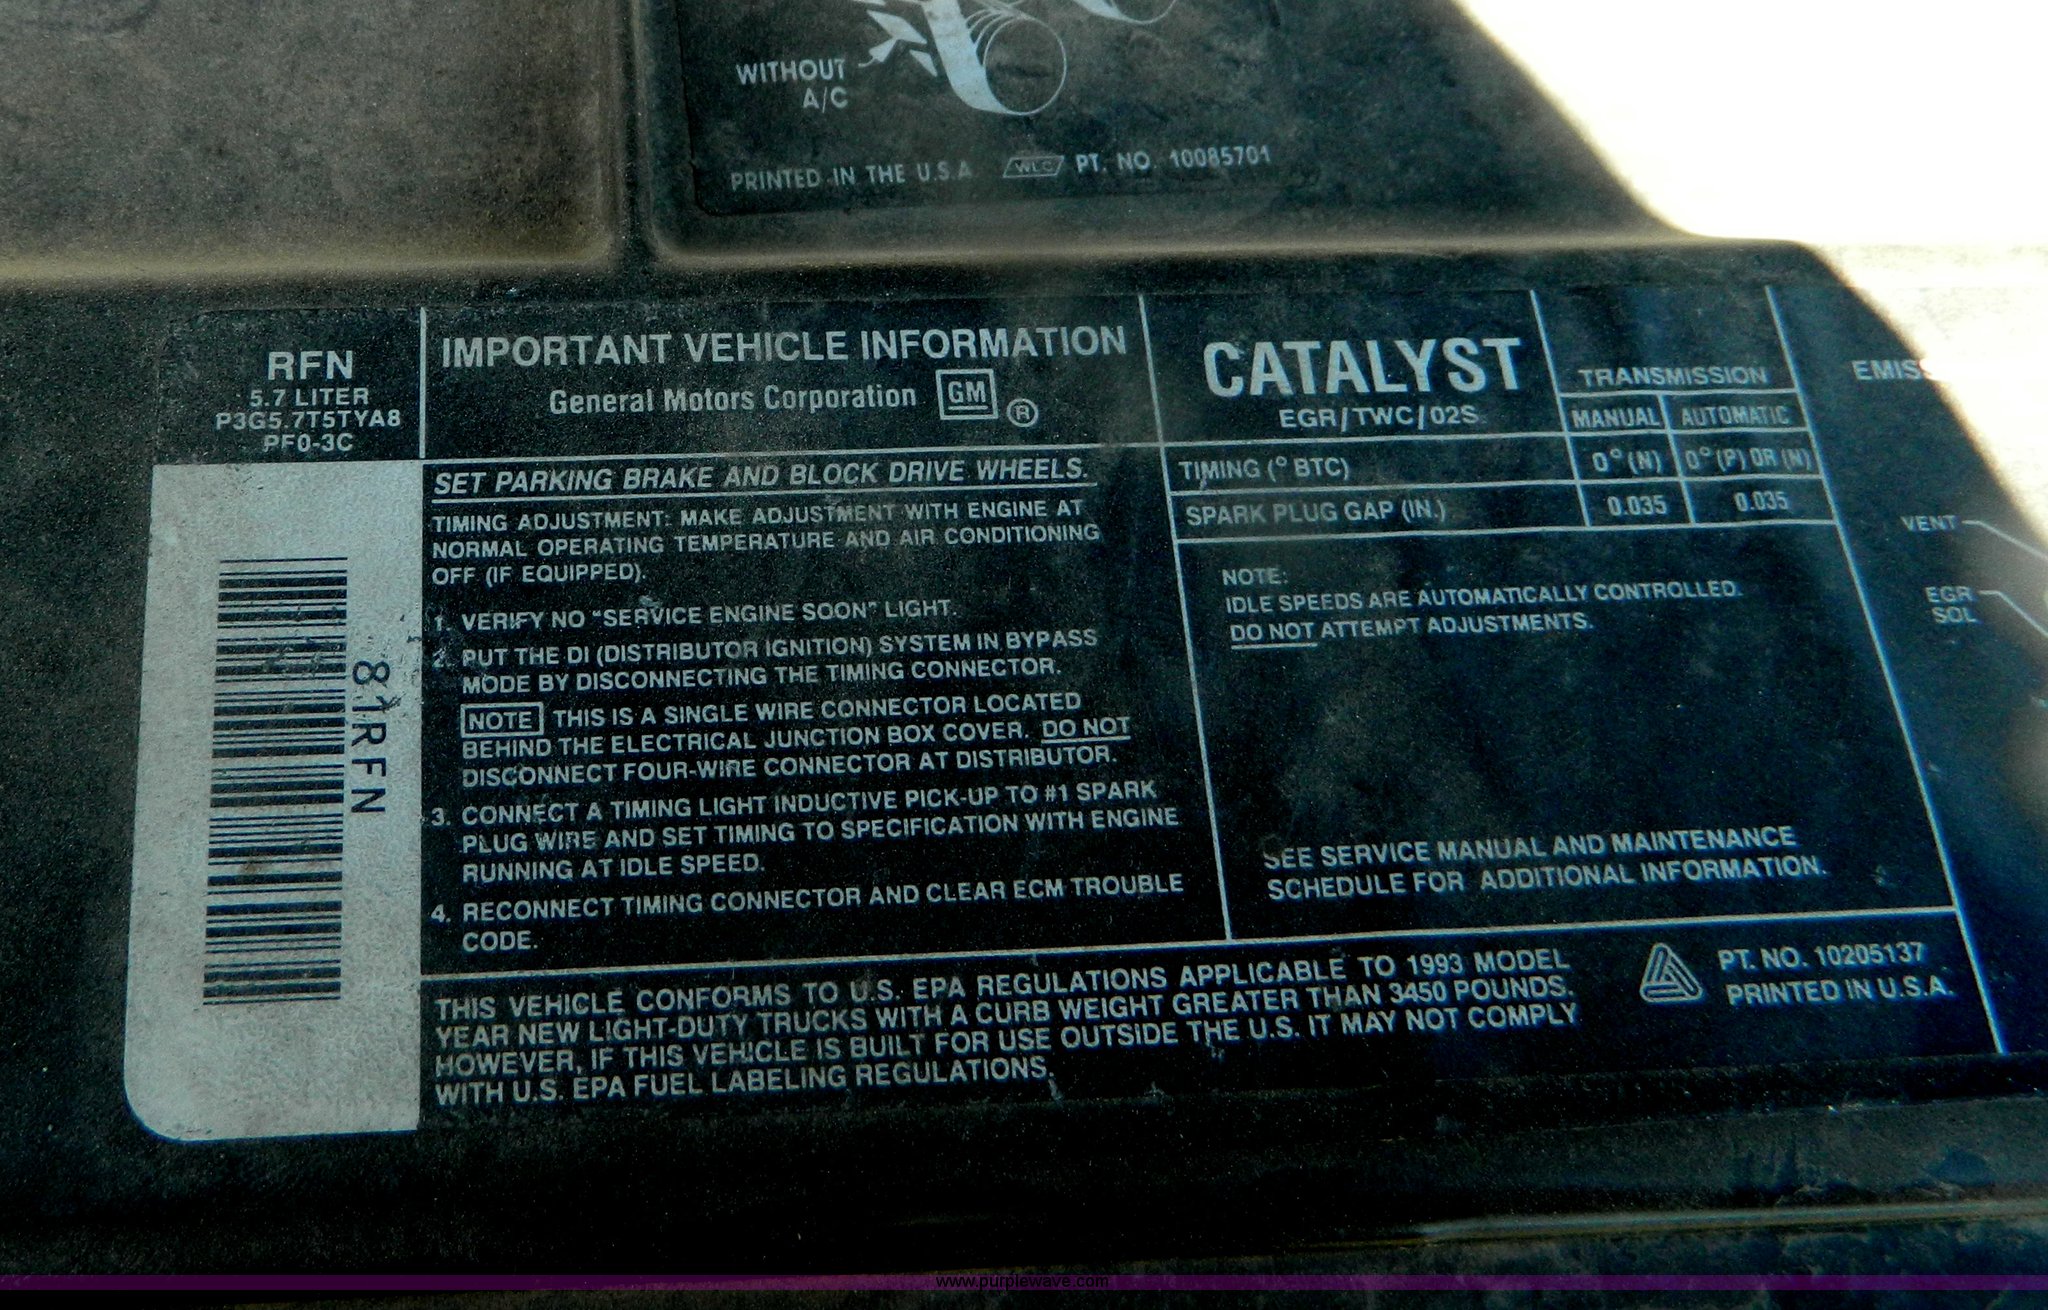 WITHOUT
A/C
PRINTED IN THE U.S.A WLC PT. NO. 10085701
RFN
5.7 LITER
P3G5.7T5TYA8
PF0-3C
81RFN
IMPORTANT VEHICLE INFORMATION
General Motors Corporation GM ®
SET PARKING BRAKE AND BLOCK DRIVE WHEELS.
TIMING ADJUSTMENT: MAKE ADJUSTMENT WITH ENGINE AT
NORMAL OPERATING TEMPERATURE AND AIR CONDITIONING
OFF (IF EQUIPPED).
1. VERIFY NO "SERVICE ENGINE SOON" LIGHT.
2. PUT THE DI (DISTRIBUTOR IGNITION) SYSTEM IN BYPASS
MODE BY DISCONNECTING THE TIMING CONNECTOR.
NOTE THIS IS A SINGLE WIRE CONNECTOR LOCATED
BEHIND THE ELECTRICAL JUNCTION BOX COVER. DO NOT
DISCONNECT FOUR-WIRE CONNECTOR AT DISTRIBUTOR.
3. CONNECT A TIMING LIGHT INDUCTIVE PICK-UP TO #1 SPARK
PLUG WIRE AND SET TIMING TO SPECIFICATION WITH ENGINE
RUNNING AT IDLE SPEED.
4. RECONNECT TIMING CONNECTOR AND CLEAR ECM TROUBLE
CODE.
CATALYST
EGR/TWC/02S
TRANSMISSION
MANUAL AUTOMATIC
TIMING (° BTC) 0° (N) 0° (P) OR (N)
SPARK PLUG GAP (IN.) 0.035 0.035
NOTE:
IDLE SPEEDS ARE AUTOMATICALLY CONTROLLED.
DO NOT ATTEMPT ADJUSTMENTS.
SEE SERVICE MANUAL AND MAINTENANCE
SCHEDULE FOR ADDITIONAL INFORMATION.
THIS VEHICLE CONFORMS TO U.S. EPA REGULATIONS APPLICABLE TO 1993 MODEL
YEAR NEW LIGHT-DUTY TRUCKS WITH A CURB WEIGHT GREATER THAN 3450 POUNDS.
HOWEVER, IF THIS VEHICLE IS BUILT FOR USE OUTSIDE THE U.S. IT MAY NOT COMPLY
WITH U.S. EPA FUEL LABELING REGULATIONS.
PT. NO. 10205137
PRINTED IN U.S.A.
EMISS
VENT
EGR
SOL
www.purplewave.com